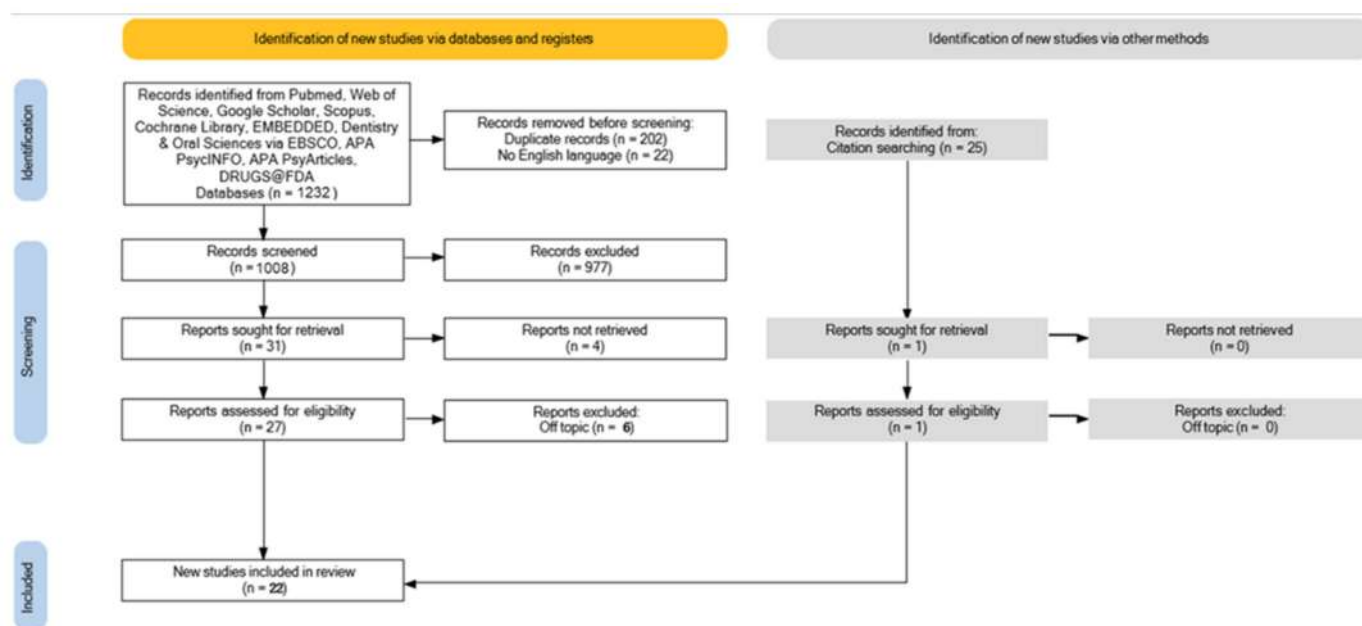 Identification of new studies via databases and registers
Identification of new studies via other methods
Identification
Records identified from Pubmed, Web of
Science, Google Scholar, Scopus,
Cochrane Library, EMBEDDED, Dentistry
& Oral Sciences via EBSCO, APA
PsycINFO, APA PsyArticles,
DRUGS@FDA
Databases (n = 1232 )
Records removed before screening:
Duplicate records (n = 202)
No English language (n = 22)
Records identified from:
Citation searching (n = 25)
Screening
Records screened
(n = 1008)
Records excluded
(n = 977)
Reports sought for retrieval
(n = 31)
Reports not retrieved
(n = 4)
Reports sought for retrieval
(n = 1)
Reports not retrieved
(n = 0)
Reports assessed for eligibility
(n = 27)
Reports excluded:
Off topic (n = 6)
Reports assessed for eligibility
(n = 1)
Reports excluded:
Off topic (n = 0)
Included
New studies included in review
(n = 22)